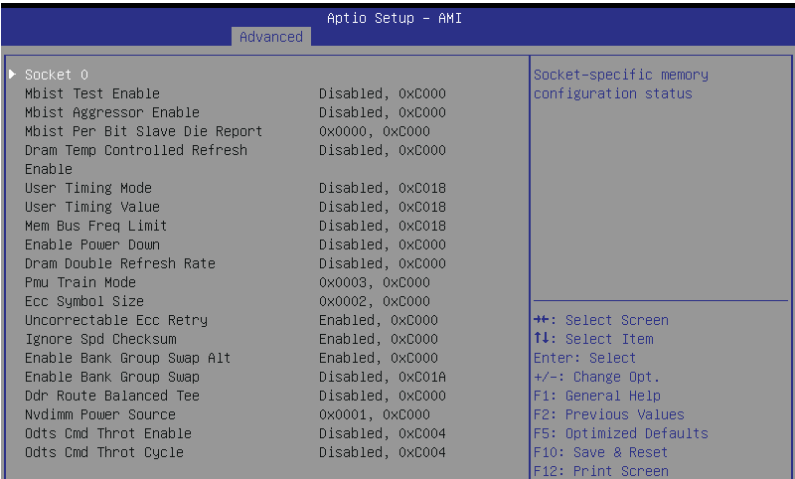 Aptio Setup – AMI
Advanced
Socket 0
Mbist Test Enable Disabled, 0xC000
Mbist Aggressor Enable Disabled, 0xC000
Mbist Per Bit Slave Die Report 0x0000, 0xC000
Dram Temp Controlled Refresh Disabled, 0xC000
Enable
User Timing Mode Disabled, 0xC018
User Timing Value Disabled, 0xC018
Mem Bus Freq Limit Disabled, 0xC018
Enable Power Down Disabled, 0xC000
Dram Double Refresh Rate Disabled, 0xC000
Pmu Train Mode 0x0003, 0xC000
Ecc Symbol Size 0x0002, 0xC000
Uncorrectable Ecc Retry Enabled, 0xC000
Ignore Spd Checksum Enabled, 0xC000
Enable Bank Group Swap Alt Enabled, 0xC000
Enable Bank Group Swap Disabled, 0xC01A
Ddr Route Balanced Tee Disabled, 0xC000
Nvdimm Power Source 0x0001, 0xC000
Odts Cmd Throt Enable Disabled, 0xC004
Odts Cmd Throt Cycle Disabled, 0xC004
Socket-specific memory
configuration status
→←: Select Screen
↑↓: Select Item
Enter: Select
+/-: Change Opt.
F1: General Help
F2: Previous Values
F5: Optimized Defaults
F10: Save & Reset
F12: Print Screen